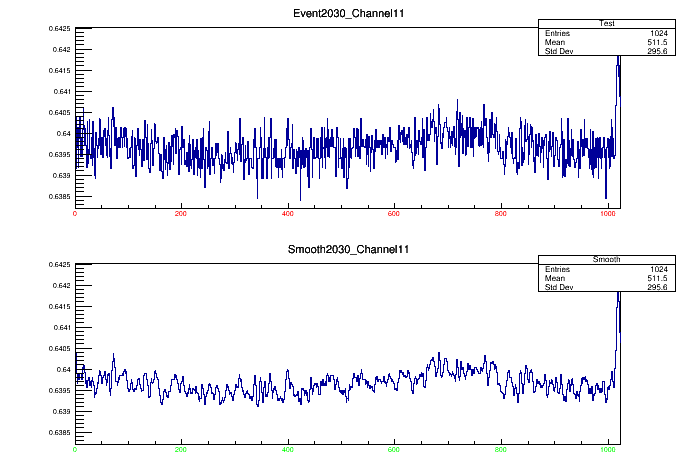 Event2030_Channel11
Test
Entries 1024
Mean 511.5
Std Dev 295.6
0.6425
0.642
0.6415
0.641
0.6405
0.64
0.6395
0.639
0.6385
0 200 400 600 800 1000
Smooth2030_Channel11
Smooth
Entries 1024
Mean 511.5
Std Dev 295.6
0.6425
0.642
0.6415
0.641
0.6405
0.64
0.6395
0.639
0.6385
0 200 400 600 800 1000